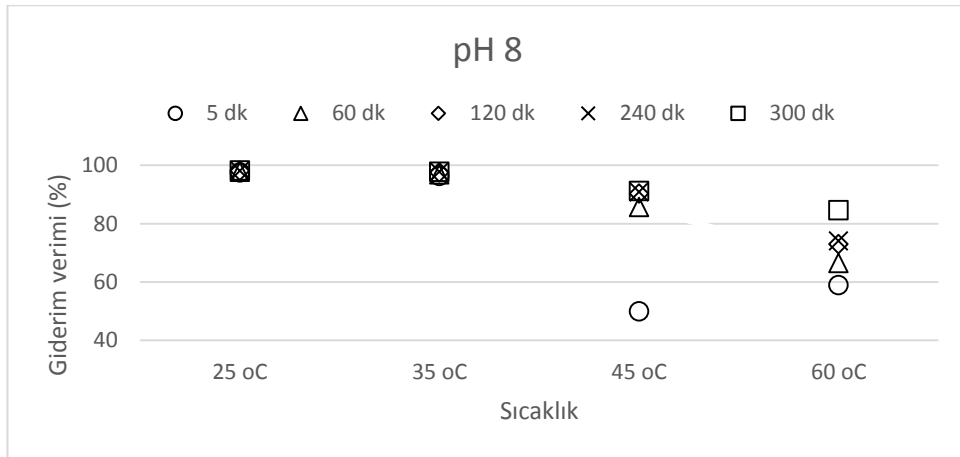 pH 8
5 dk 60 dk 120 dk 240 dk 300 dk
Giderim verimi (%)
100
80
60
40
25 oC 35 oC 45 oC 60 oC
Sıcaklık